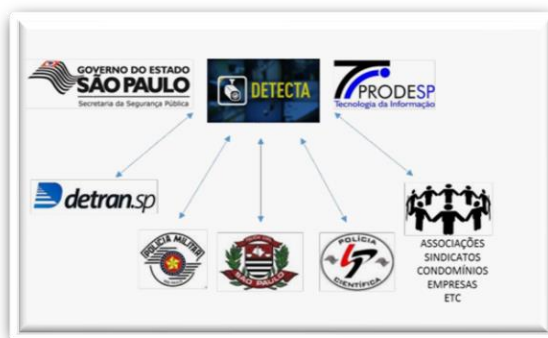 GOVERNO DO ESTADO
SÃO PAULO
Secretaria da Segurança Pública
DETECTA
PRODESP
Tecnologia da Informação
detran.sp
POLÍCIA MILITAR
SÃO PAULO
POLÍCIA
CIENTÍFICA
ASSOCIAÇÕES
SINDICATOS
CONDOMÍNIOS
EMPRESAS
ETC